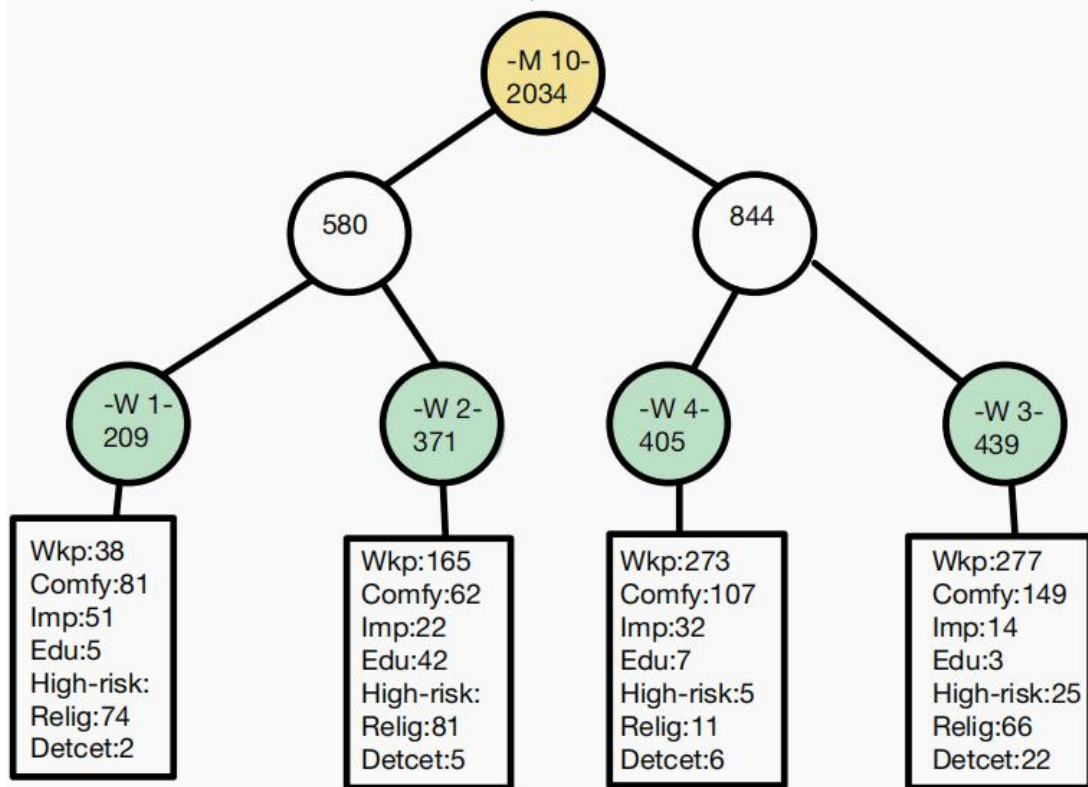 -M 10-
2034
580
844
-W 1-
209
-W 2-
371
-W 4-
405
-W 3-
439
Wkp:38
Comfy:81
Imp:51
Edu:5
High-risk:
Relig:74
Detcet:2
Wkp:165
Comfy:62
Imp:22
Edu:42
High-risk:
Relig:81
Detcet:5
Wkp:273
Comfy:107
Imp:32
Edu:7
High-risk:5
Relig:11
Detcet:6
Wkp:277
Comfy:149
Imp:14
Edu:3
High-risk:25
Relig:66
Detcet:22